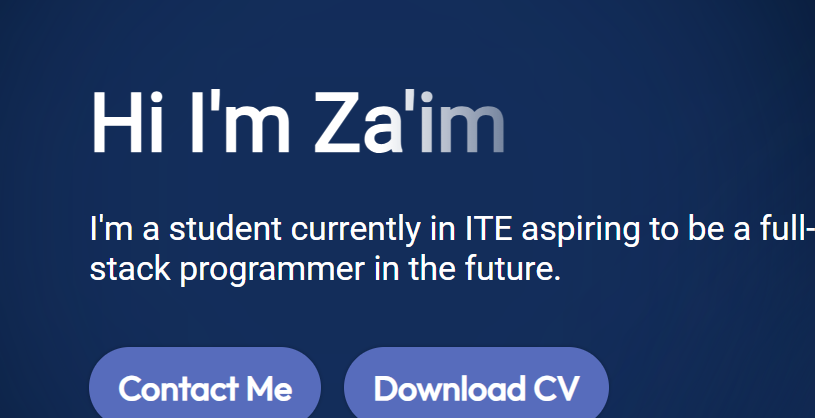 Hi I'm Za'im
I'm a student currently in ITE aspiring to be a full-
stack programmer in the future.
Contact Me
Download CV